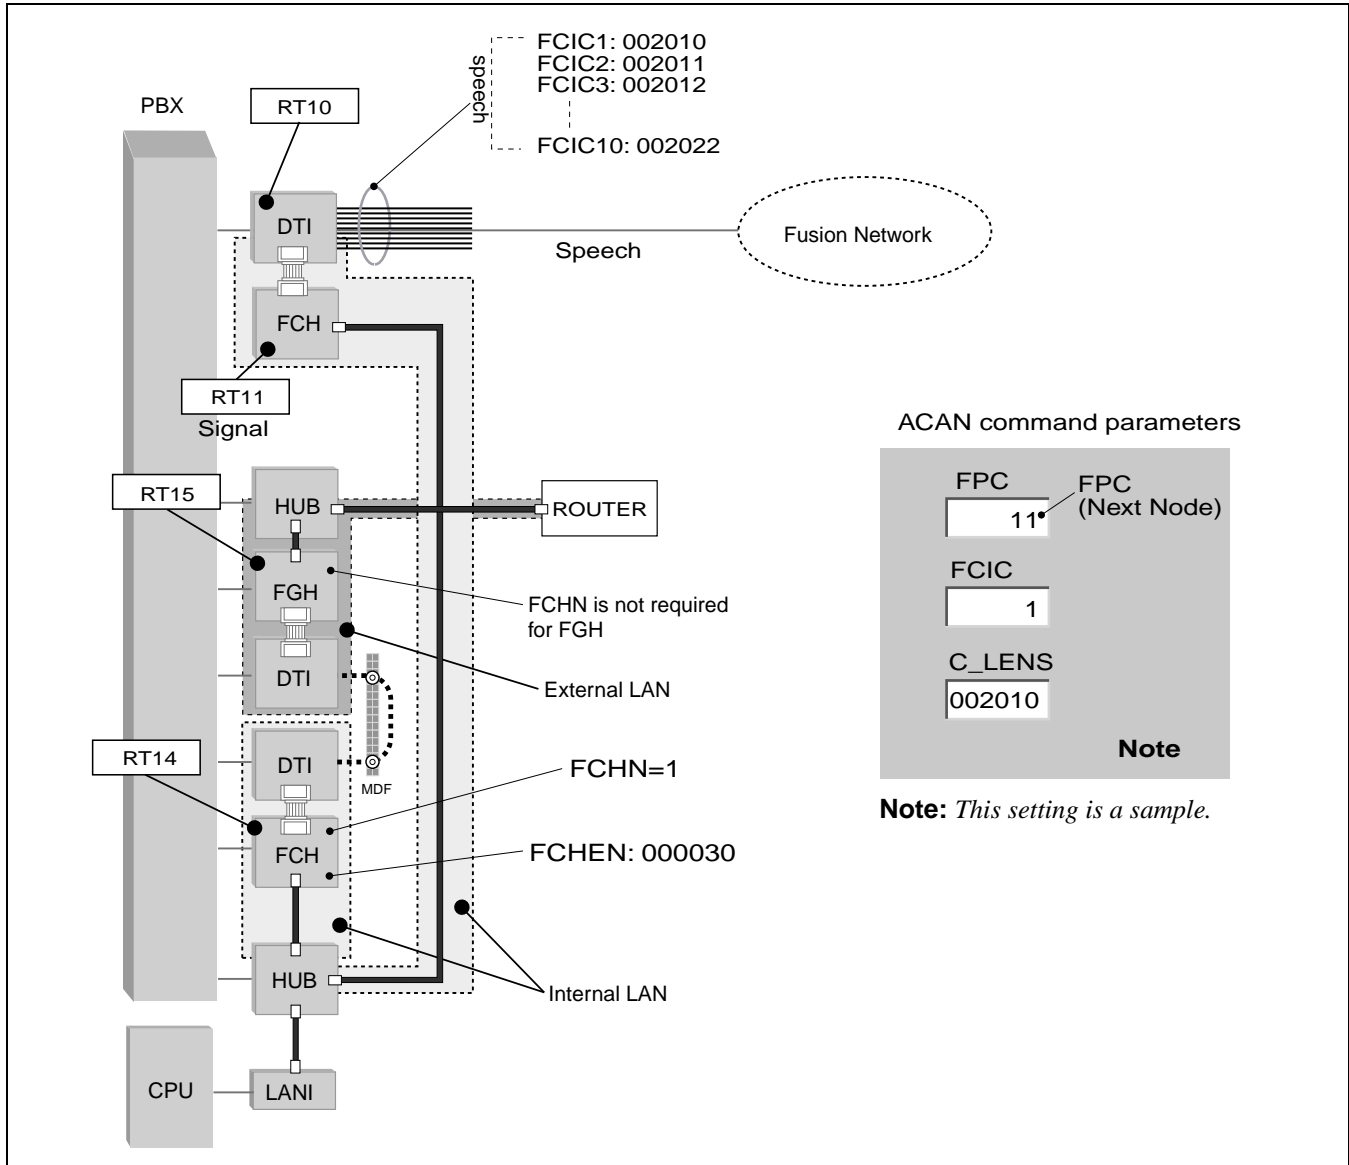 FCIC1: 002010
FCIC2: 002011
FCIC3: 002012
FCIC10: 002022
speech
PBX
RT10
DTI
Speech
Fusion Network
FCH
RT11
Signal
ACAN command parameters
FPC
11
FPC
(Next Node)
FCIC
1
C_LENS
002010
Note
Note: This setting is a sample.
RT15
HUB
ROUTER
FGH
FCHN is not required
for FGH
DTI
External LAN
RT14
DTI
MDF
FCHN=1
FCH
FCHEN: 000030
HUB
Internal LAN
CPU
LANI